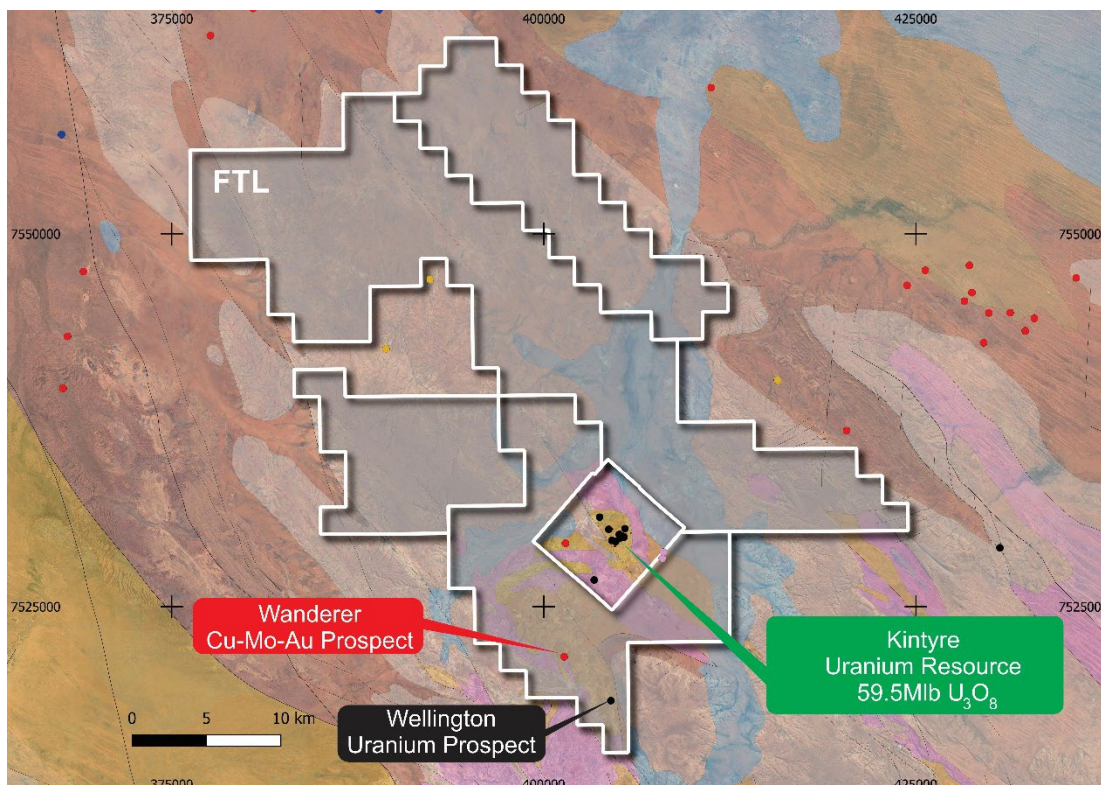 375000
400000
425000
FTL
7550000
7550000
7525000
7525000
Wanderer
Cu-Mo-Au Prospect
Kintyre
Uranium Resource
59.5Mlb U₃O₈
Wellington
Uranium Prospect
0 5 10 km
375000
400000
425000